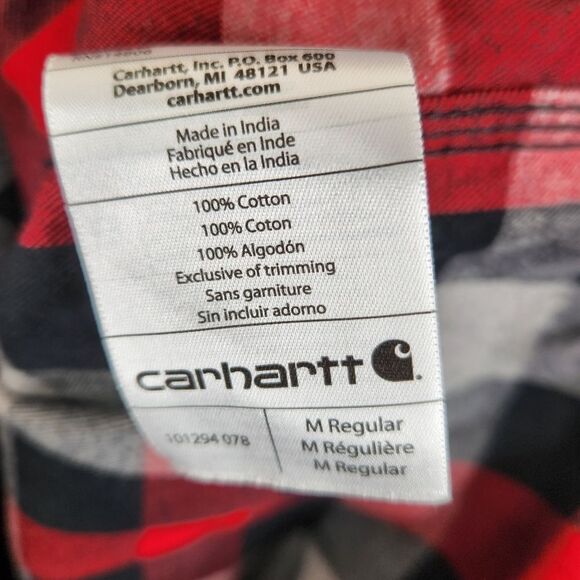 Carhartt, Inc. P.O. Box 600
Dearborn, MI 48121 USA
carhartt.com
Made in India
Fabriqué en Inde
Hecho en la India
100% Cotton
100% Coton
100% Algodón
Exclusive of trimming
Sans garniture
Sin incluir adorno
carhartt
101294 078
M Regular
M Régulière
M Regular